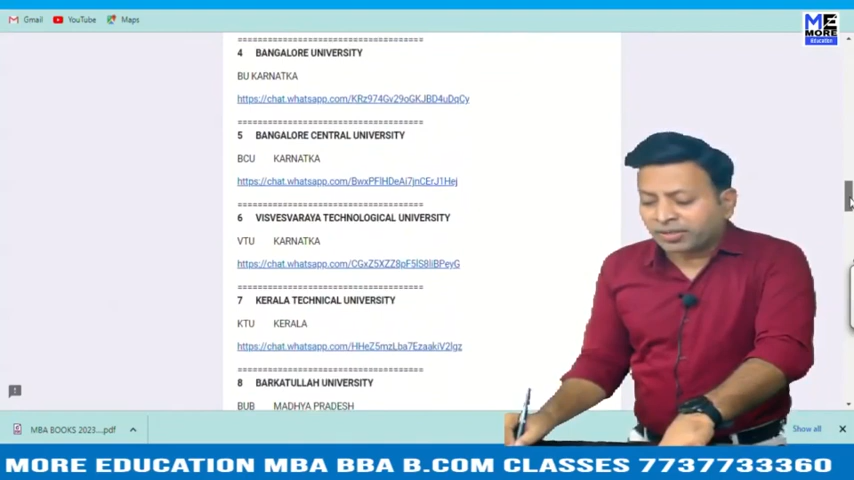 Gmail YouTube Maps
ME
MORE
Education
====================================
4 BANGALORE UNIVERSITY
BU KARNATKA
https://chat.whatsapp.com/KRz974Gv29oGKJBD4uDqCy
====================================
5 BANGALORE CENTRAL UNIVERSITY
BCU KARNATKA
https://chat.whatsapp.com/BwxPFlHDeAi7jnCErJ1Hej
====================================
6 VISVESVARAYA TECHNOLOGICAL UNIVERSITY
VTU KARNATKA
https://chat.whatsapp.com/CGxZ5XZZ8pF5lS8liBPeyG
====================================
7 KERALA TECHNICAL UNIVERSITY
KTU KERALA
https://chat.whatsapp.com/HHeZ5mzLba7EzaakiV2lgz
====================================
8 BARKATULLAH UNIVERSITY
BUB MADHYA PRADESH
MBA BOOKS 2023....pdf
Show all
MORE EDUCATION MBA BBA B.COM CLASSES 7737733360